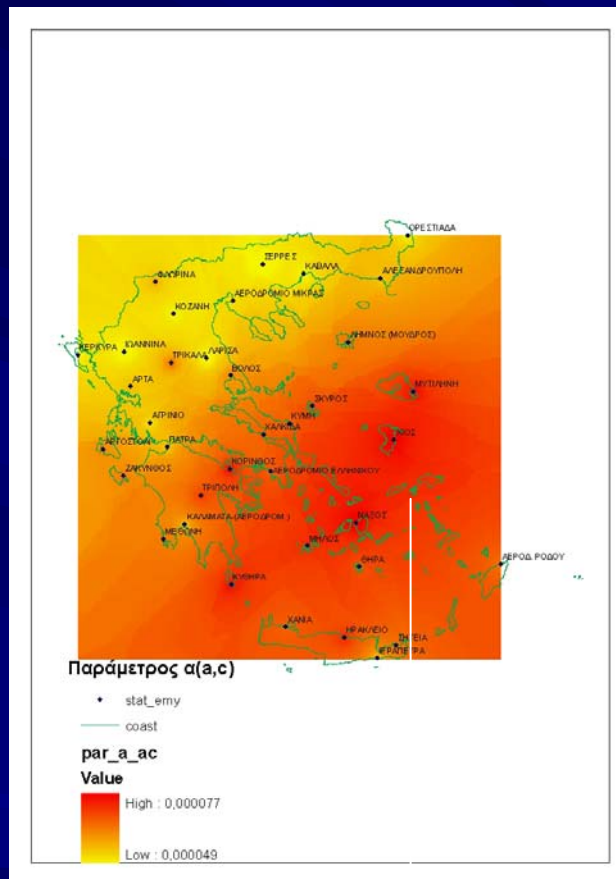 ΟΡΕΣΤΙΑΔΑ
ΣΕΡΡΕΣ
ΚΑΒΑΛΑ
ΑΛΕΞΑΝΔΡΟΥΠΟΛΗ
ΦΛΩΡΙΝΑ
ΑΕΡΟΔΡΟΜΙΟ ΜΙΚΡΑΣ
ΚΟΖΑΝΗ
ΛΗΜΝΟΣ (ΜΟΥΔΡΟΣ)
ΚΕΡΚΥΡΑ
ΙΩΑΝΝΙΝΑ
ΤΡΙΚΑΛΑ
ΛΑΡΙΣΑ
ΒΟΛΟΣ
ΑΡΤΑ
ΜΥΤΙΛΗΝΗ
ΣΚΥΡΟΣ
ΑΓΡΙΝΙΟ
ΚΥΜΗ
ΧΑΛΚΙΔΑ
ΧΙΟΣ
ΑΡΓΟΣΤΟΛΙ
ΠΑΤΡΑ
ΚΟΡΙΝΘΟΣ
ΑΕΡΟΔΡΟΜΙΟ ΕΛΛΗΝΙΚΟΥ
ΖΑΚΥΝΘΟΣ
ΤΡΙΠΟΛΗ
ΚΑΛΑΜΑΤΑ (ΑΕΡΟΔΡΟΜ.)
ΝΑΞΟΣ
ΜΕΘΩΝΗ
ΜΗΛΟΣ
ΘΗΡΑ
ΑΕΡΟΔ. ΡΟΔΟΥ
ΚΥΘΗΡΑ
ΧΑΝΙΑ
ΗΡΑΚΛΕΙΟ
ΣΗΤΕΙΑ
ΙΕΡΑΠΕΤΡΑ
Παράμετρος α(a,c)
stat_emy
coast
par_a_ac
Value
High : 0,000077
Low : 0,000049